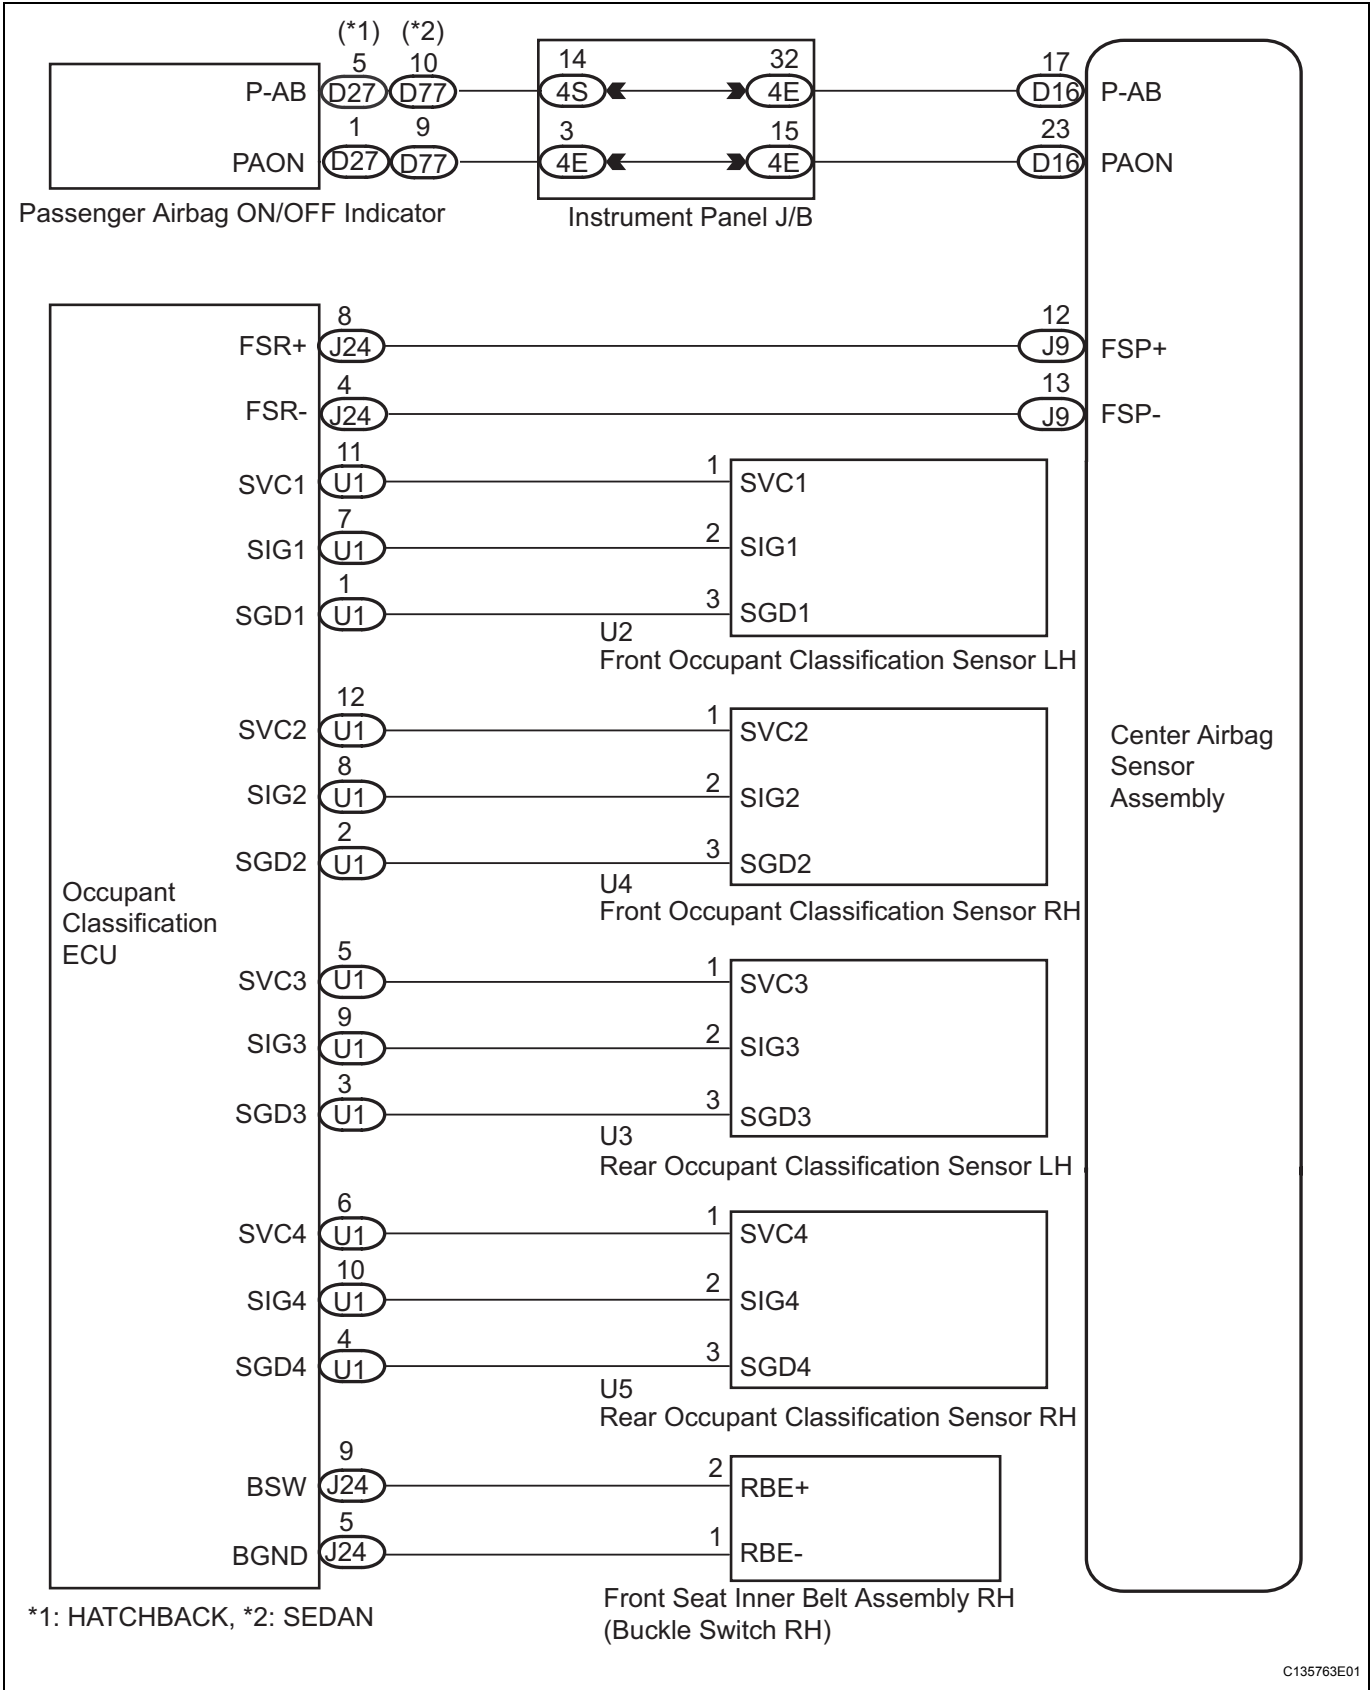 (*1) (*2)
5 10 14 32 17
P-AB D27 D77 4S 4E D16 P-AB
1 9 3 15 23
PAON D27 D77 4E 4E D16 PAON
Passenger Airbag ON/OFF Indicator
Instrument Panel J/B
8 12
FSR+ J24 J9 FSP+
4 13
FSR- J24 J9 FSP-
11 1
SVC1 U1 SVC1
7 2
SIG1 U1 SIG1
1 3
SGD1 U1 SGD1
U2
Front Occupant Classification Sensor LH
12 1
SVC2 U1 SVC2
8 2
SIG2 U1 SIG2
2 3
SGD2 U1 SGD2
U4
Front Occupant Classification Sensor RH
Center Airbag
Sensor
Assembly
Occupant
Classification
ECU
5 1
SVC3 U1 SVC3
9 2
SIG3 U1 SIG3
3 3
SGD3 U1 SGD3
U3
Rear Occupant Classification Sensor LH
6 1
SVC4 U1 SVC4
10 2
SIG4 U1 SIG4
4 3
SGD4 U1 SGD4
U5
Rear Occupant Classification Sensor RH
9 2
BSW J24 RBE+
5 1
BGND J24 RBE-
Front Seat Inner Belt Assembly RH
(Buckle Switch RH)
*1: HATCHBACK, *2: SEDAN
C135763E01